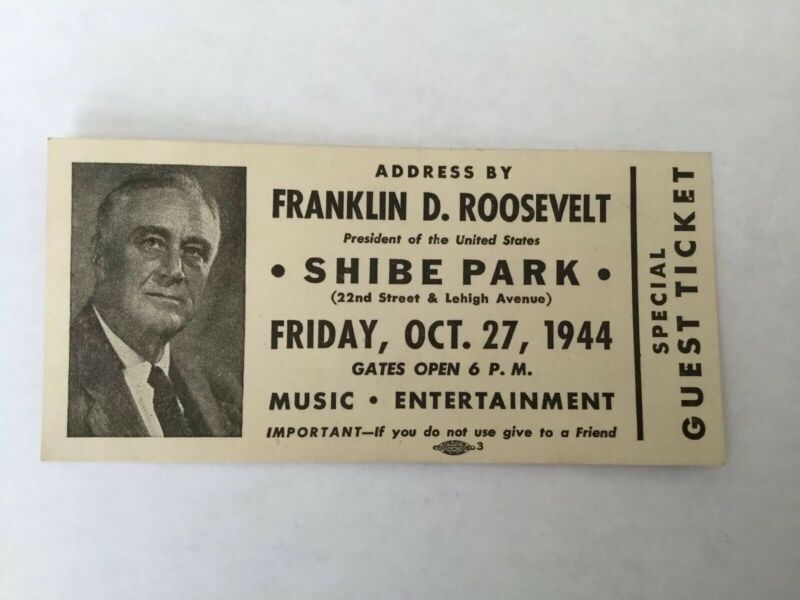 ADDRESS BY
FRANKLIN D. ROOSEVELT
President of the United States
• SHIBE PARK •
(22nd Street & Lehigh Avenue)
FRIDAY, OCT. 27, 1944
GATES OPEN 6 P. M.
MUSIC • ENTERTAINMENT
IMPORTANT—If you do not use give to a Friend
3
SPECIAL
GUEST TICKET